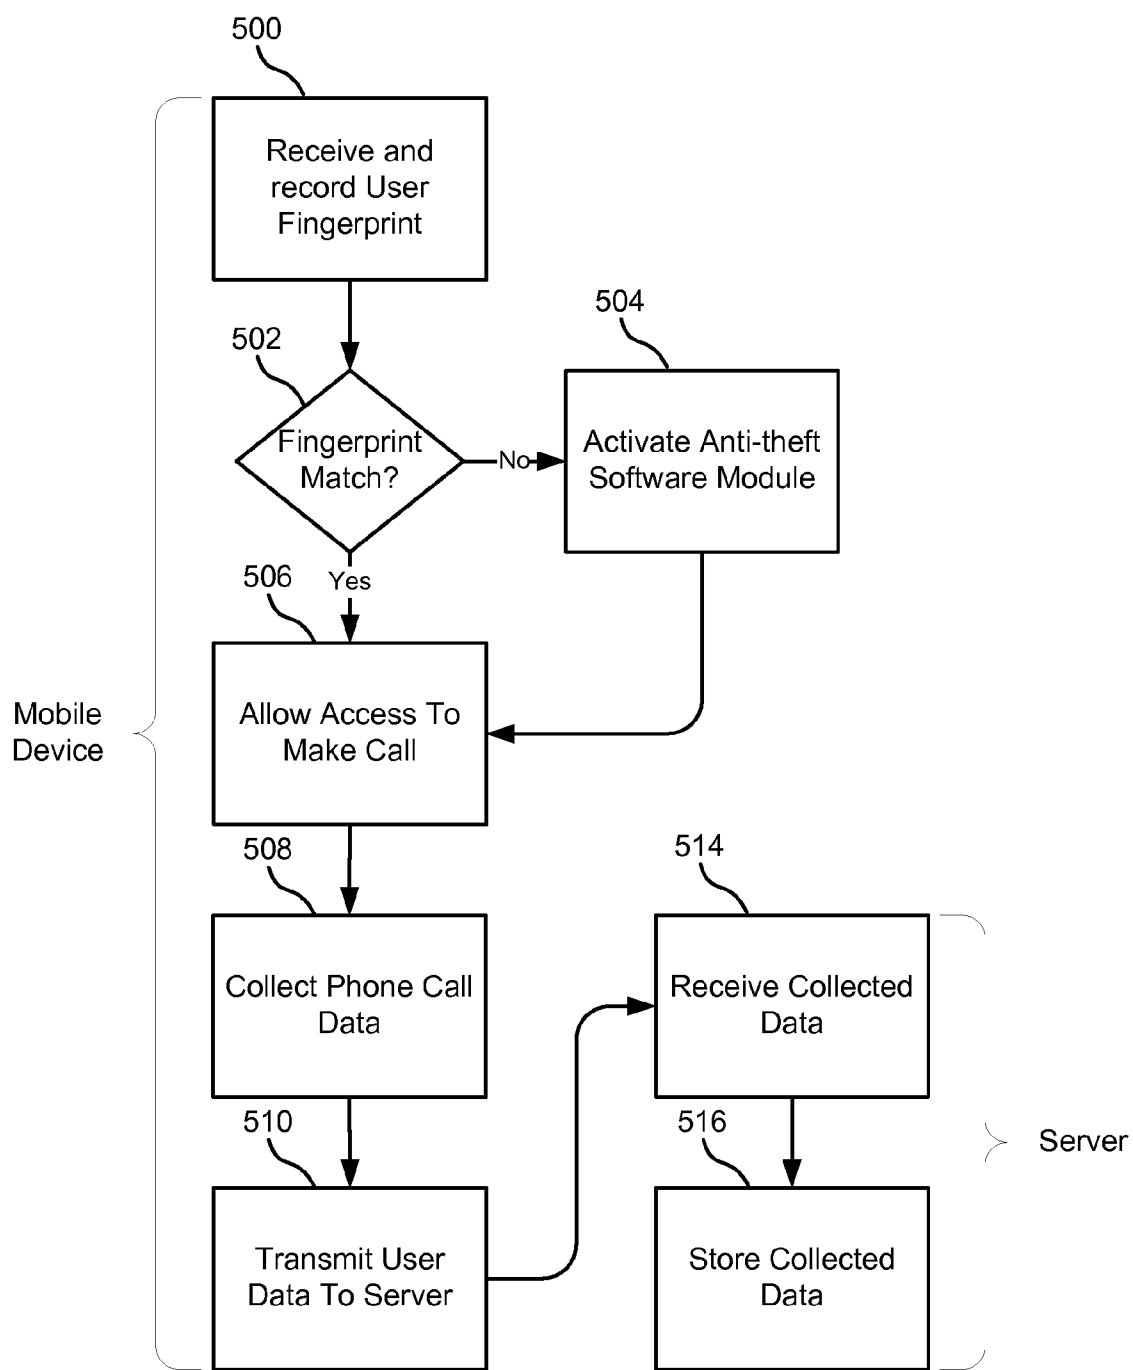 500
Receive and
record User
Fingerprint
502
Fingerprint
Match?
No
504
Activate Anti-theft
Software Module
Yes
506
Allow Access To
Make Call
Mobile
Device
508
Collect Phone Call
Data
510
Transmit User
Data To Server
514
Receive Collected
Data
516
Store Collected
Data
Server